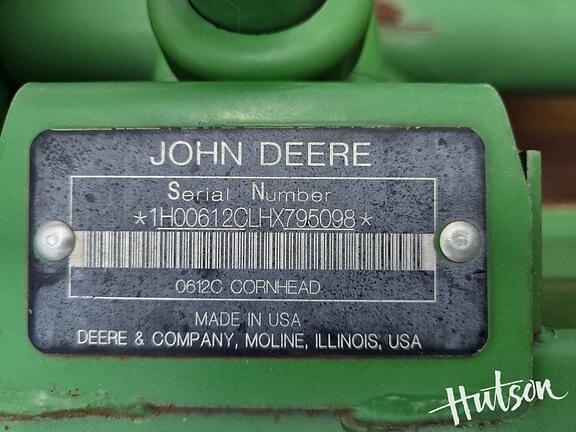 JOHN DEERE
Serial Number
*1H00612CLHX795098*
0612C CORNHEAD
MADE IN USA
DEERE & COMPANY, MOLINE, ILLINOIS, USA
Hutson